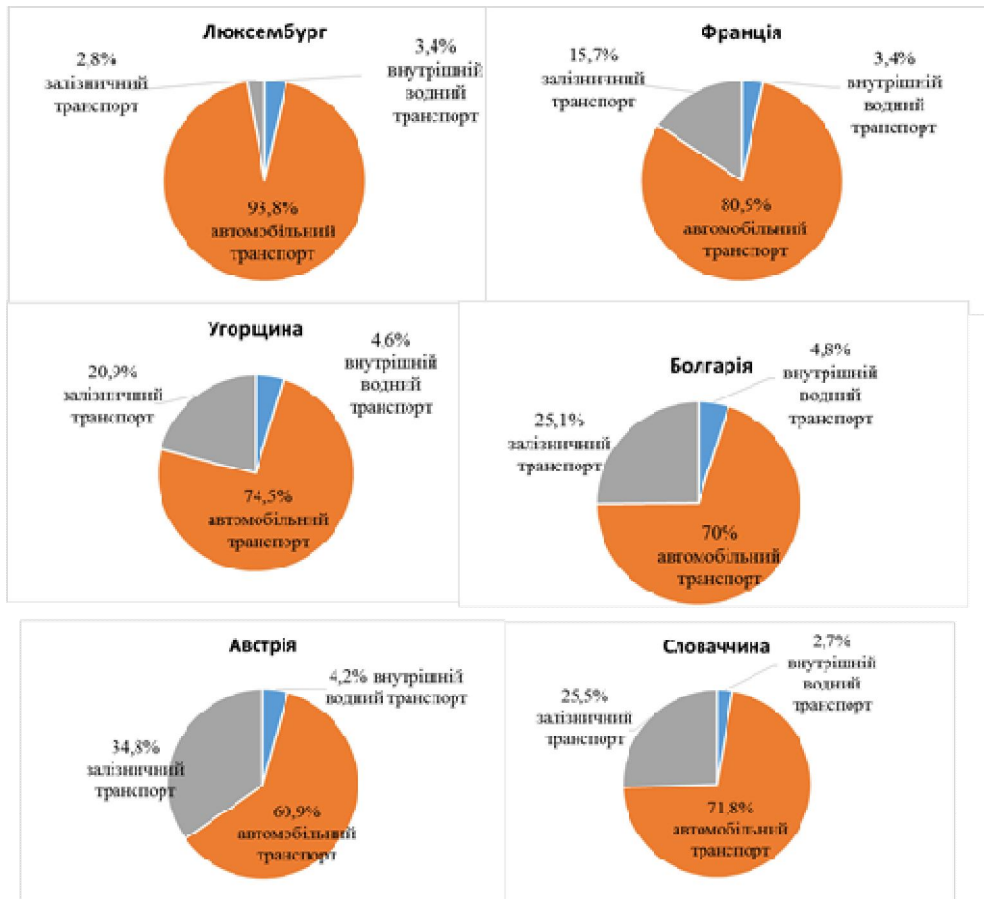 Люксембург
2,8%
залізничний
транспорт
3,4%
внутрішній
водний
транспорт
93,8%
автомобільний
транспорт
Франція
15,7%
залізничний
транспорт
3,4%
внутрішній
водний
транспорт
80,9%
автомобільний
транспорт
Угорщина
20,9%
залізничний
транспорт
4,6%
внутрішній
водний
транспорт
74,5%
автомобільний
транспорт
Болгарія
25,1%
залізничний
транспорт
4,8%
внутрішній
водний
транспорт
70%
автомобільний
транспорт
Австрія
4,2% внутрішній
водний транспорт
34,8%
залізничний
транспорт
60,9%
автомобільний
транспорт
Словаччина
25,5%
залізничний
транспорт
2,7%
внутрішній
водний
транспорт
71,8%
автомобільний
транспорт